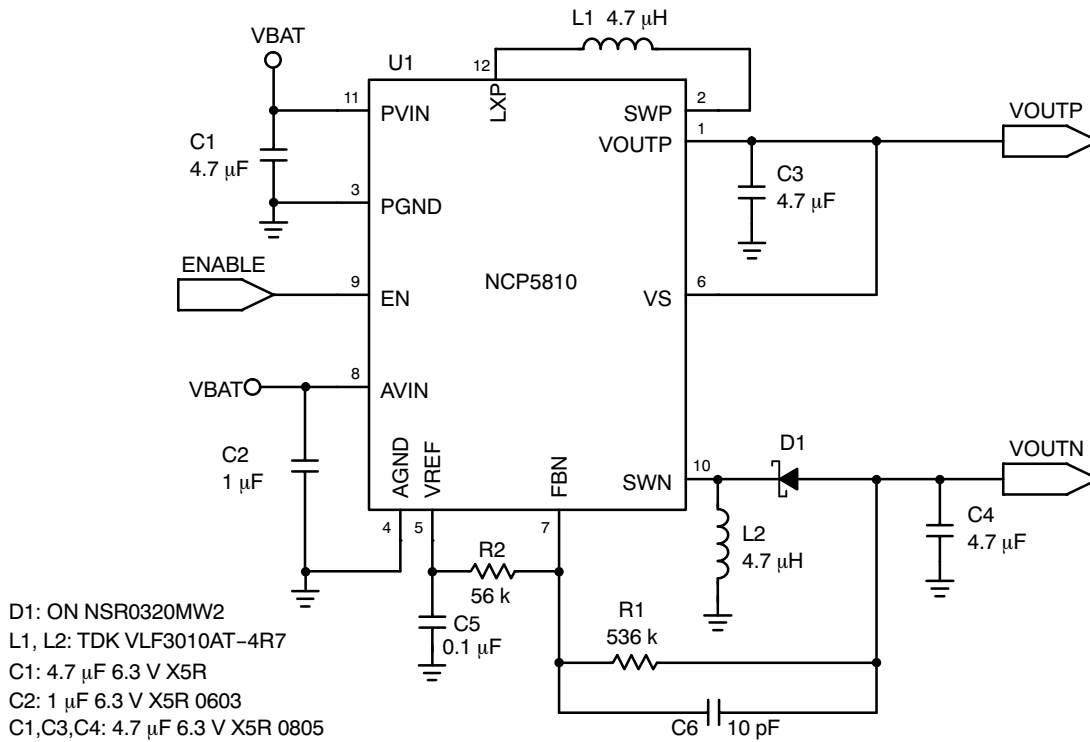 L1 4.7 μH
VBAT
U1
12
11
PVIN
LXP
SWP
2
VOUTP
1
VOUTP
C1
4.7 μF
C3
4.7 μF
3
PGND
ENABLE
9
EN
NCP5810
VS
6
VBAT
8
AVIN
C2
1 μF
AGND
VREF
FBN
SWN
10
D1
VOUTN
4
5
7
R2
56 k
L2
4.7 μH
C4
4.7 μF
C5
0.1 μF
R1
536 k
C6
10 pF
D1: ON NSR0320MW2
L1, L2: TDK VLF3010AT−4R7
C1: 4.7 μF 6.3 V X5R
C2: 1 μF 6.3 V X5R 0603
C1,C3,C4: 4.7 μF 6.3 V X5R 0805